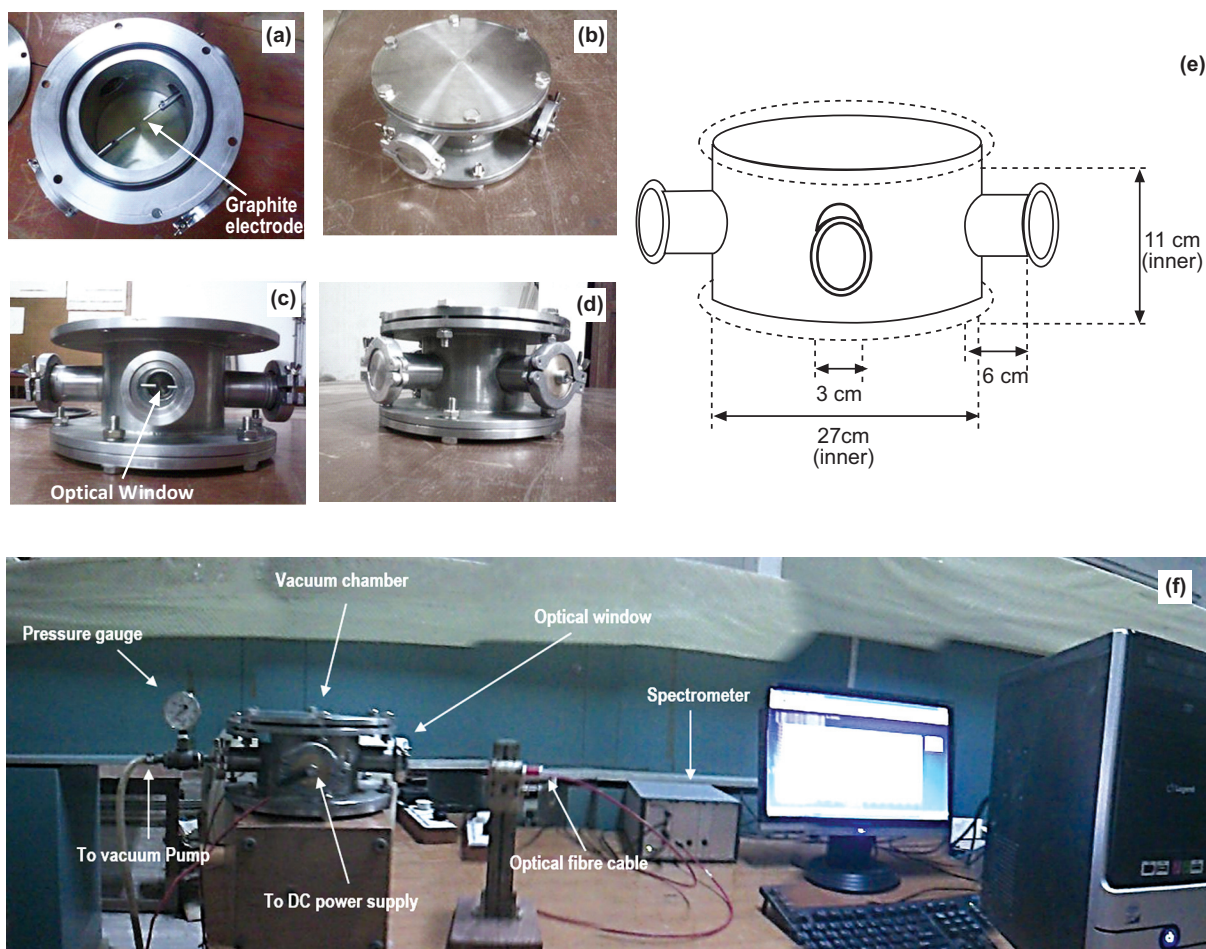 (a)
Graphite
electrode
(b)
(c)
Optical Window
(d)
(e)
11 cm
(inner)
6 cm
3 cm
27cm
(inner)
(f)
Vacuum chamber
Pressure gauge
Optical window
Spectrometer
To vacuum Pump
To DC power supply
Optical fibre cable
Legend